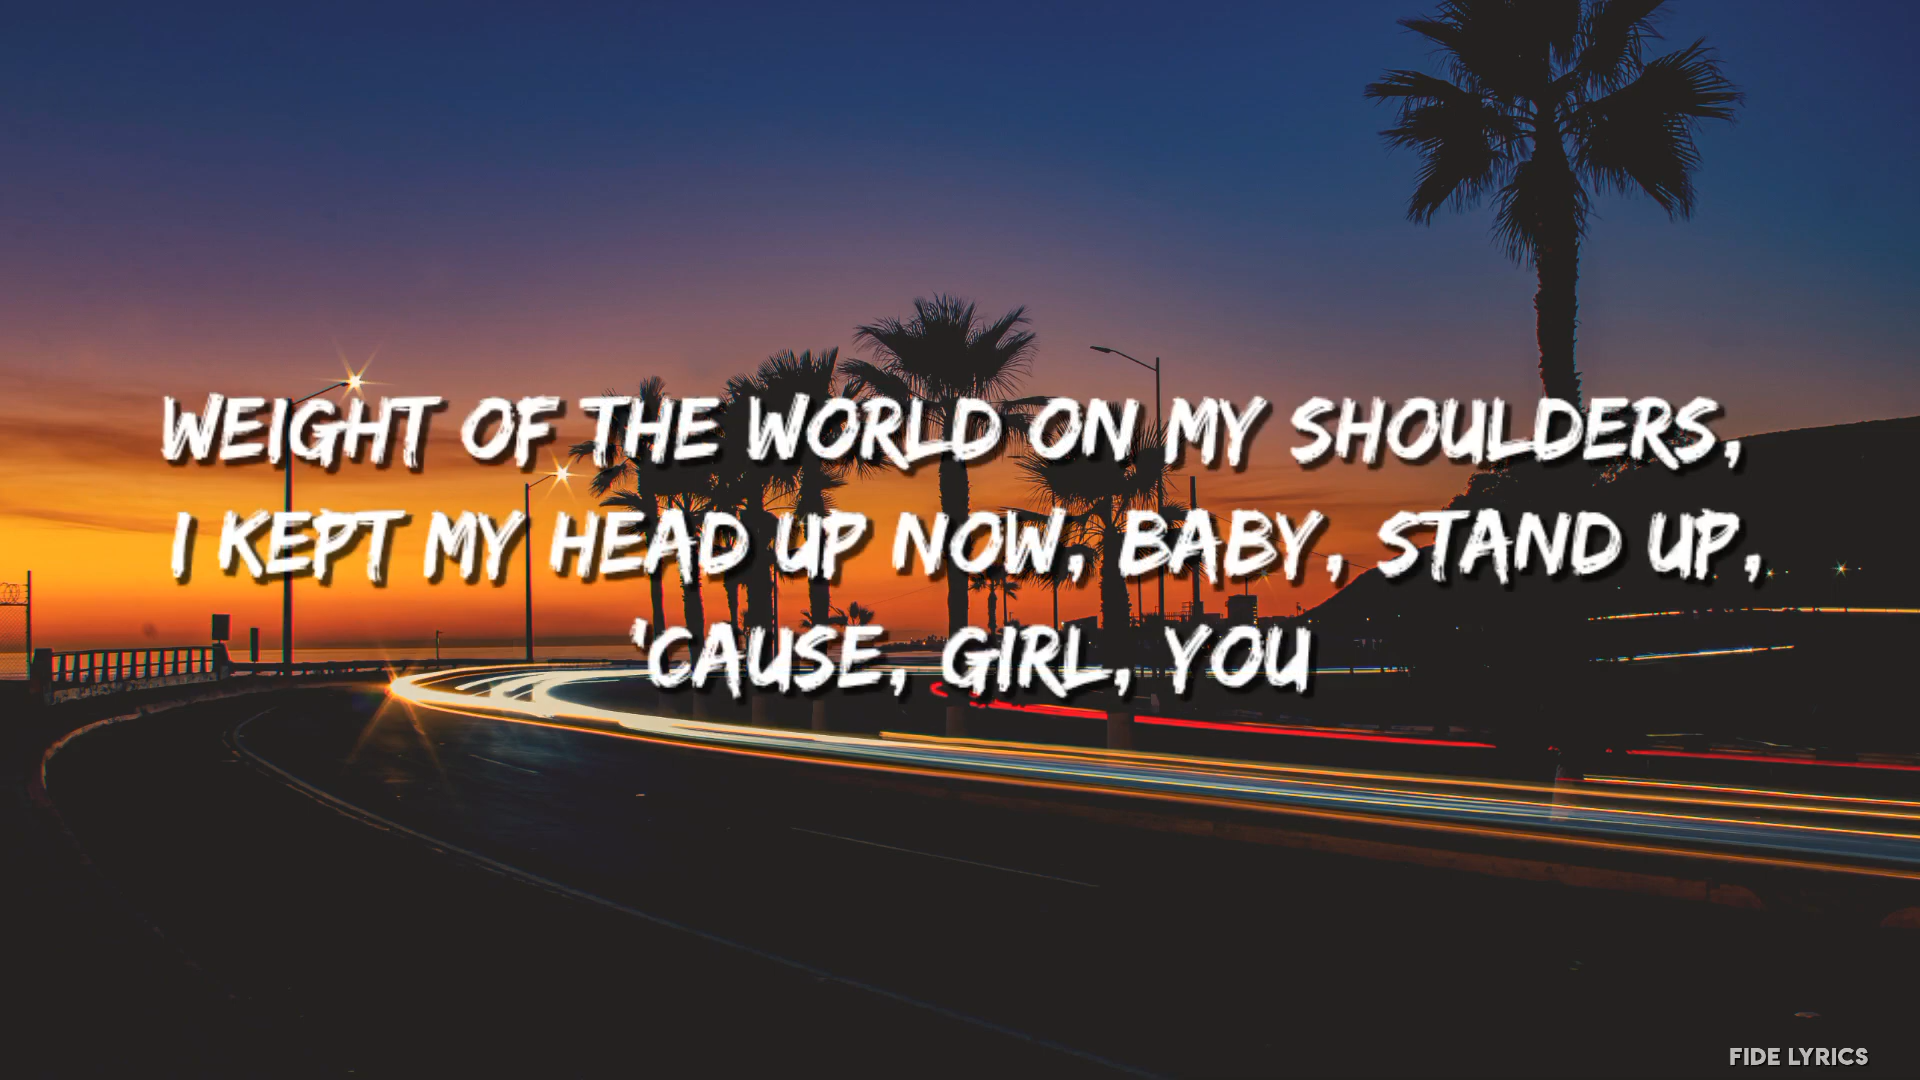 WEIGHT OF THE WORLD ON MY SHOULDERS,
I KEPT MY HEAD UP NOW, BABY, STAND UP,
'CAUSE, GIRL, YOU
FIDE LYRICS